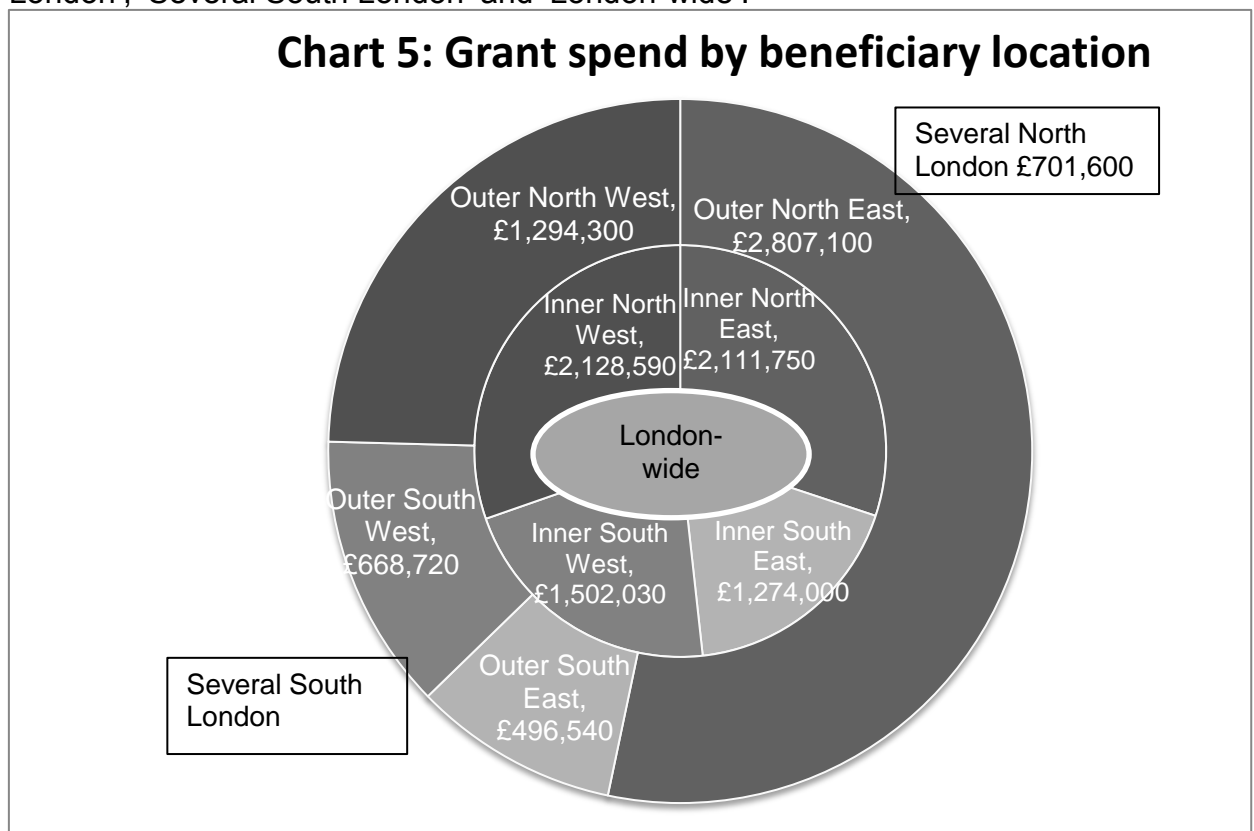 London', 'Several South London' and 'London-wide'.
Chart 5: Grant spend by beneficiary location
Several North
London £701,600
Outer North West,
£1,294,300
Outer North East,
£2,807,100
Inner North
West,
£2,128,590
Inner North
East,
£2,111,750
London-
wide
Outer South
West,
£668,720
Inner South
West,
£1,502,030
Inner South
East,
£1,274,000
Outer South
East,
£496,540
Several South
London